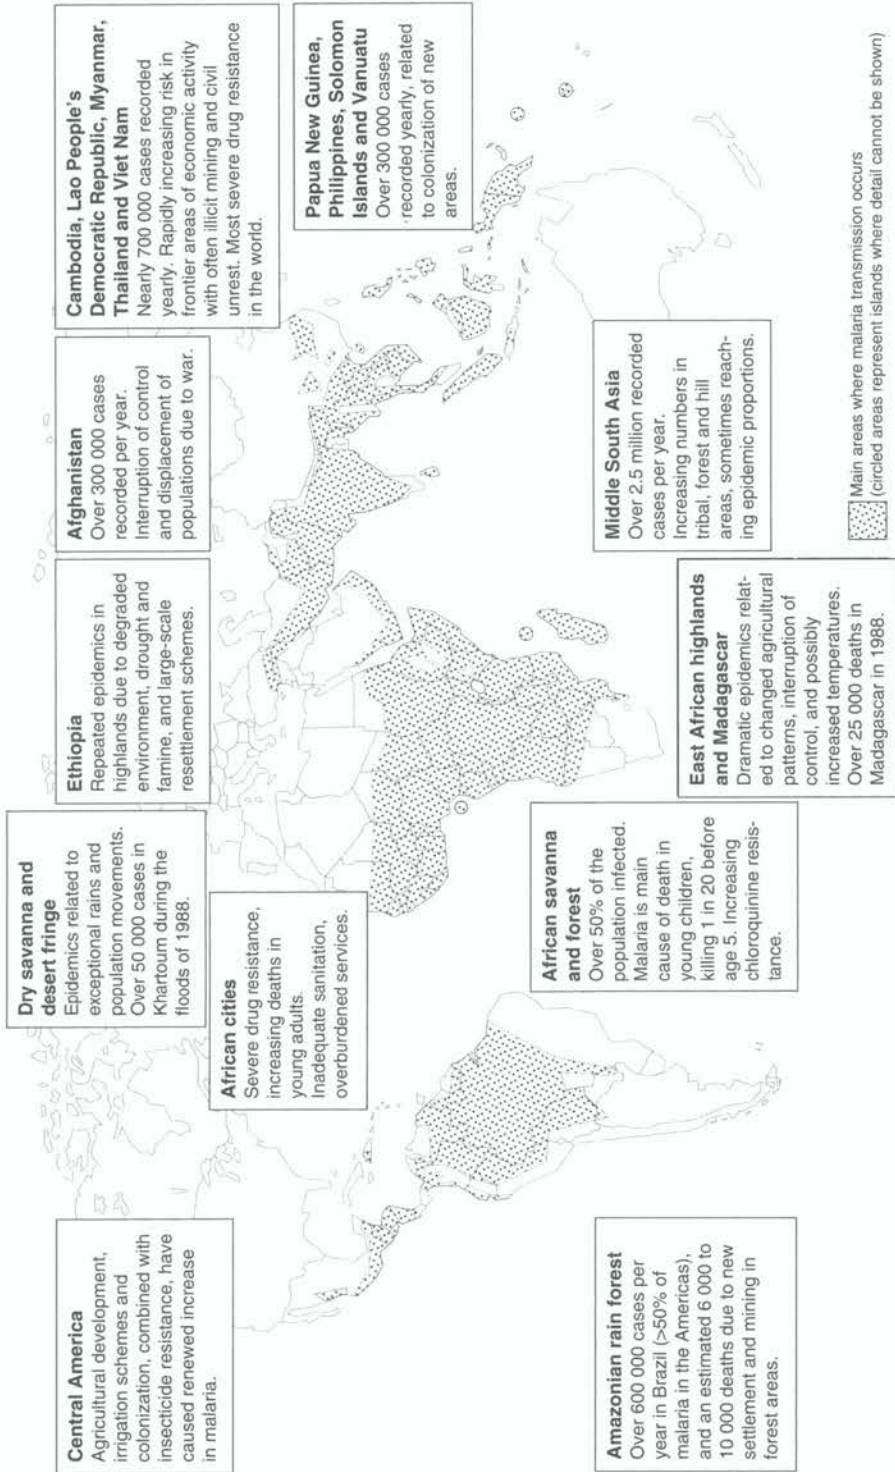 Central America
Agricultural development,
irrigation schemes and
colonization, combined with
insecticide resistance, have
caused renewed increase
in malaria.
Dry savanna and
desert fringe
Epidemics related to
exceptional rains and
population movements.
Over 50 000 cases in
Khartoum during the
floods of 1988.
African cities
Severe drug resistance,
increasing deaths in
young adults.
Inadequate sanitation,
overburdened services.
Ethiopia
Repeated epidemics in
highlands due to degraded
environment, drought and
famine, and large-scale
resettlement schemes.
Afghanistan
Over 300 000 cases
recorded per year.
Interruption of control
and displacement of
populations due to war.
Cambodia, Lao People's
Democratic Republic, Myanmar,
Thailand and Viet Nam
Nearly 700 000 cases recorded
yearly. Rapidly increasing risk in
frontier areas of economic activity
with often illicit mining and civil
unrest. Most severe drug resistance
in the world.
Papua New Guinea,
Philippines, Solomon
Islands and Vanuatu
Over 300 000 cases
recorded yearly, related
to colonization of new
areas.
Amazonian rain forest
Over 600 000 cases per
year in Brazil (>50% of
malaria in the Americas),
and an estimated 6 000 to
10 000 deaths due to new
settlement and mining in
forest areas.
African savanna
and forest
Over 50% of the
population infected.
Malaria is main
cause of death in
young children,
killing 1 in 20 before
age 5. Increasing
chloroquinine resis-
tance.
East African highlands
and Madagascar
Dramatic epidemics relat-
ed to changed agricultural
patterns, interruption of
control, and possibly
increased temperatures.
Over 25 000 deaths in
Madagascar in 1988.
Middle South Asia
Over 2.5 million recorded
cases per year.
Increasing numbers in
tribal, forest and hill
areas, sometimes reach-
ing epidemic proportions.
Main areas where malaria transmission occurs
(circled areas represent islands where detail cannot be shown)